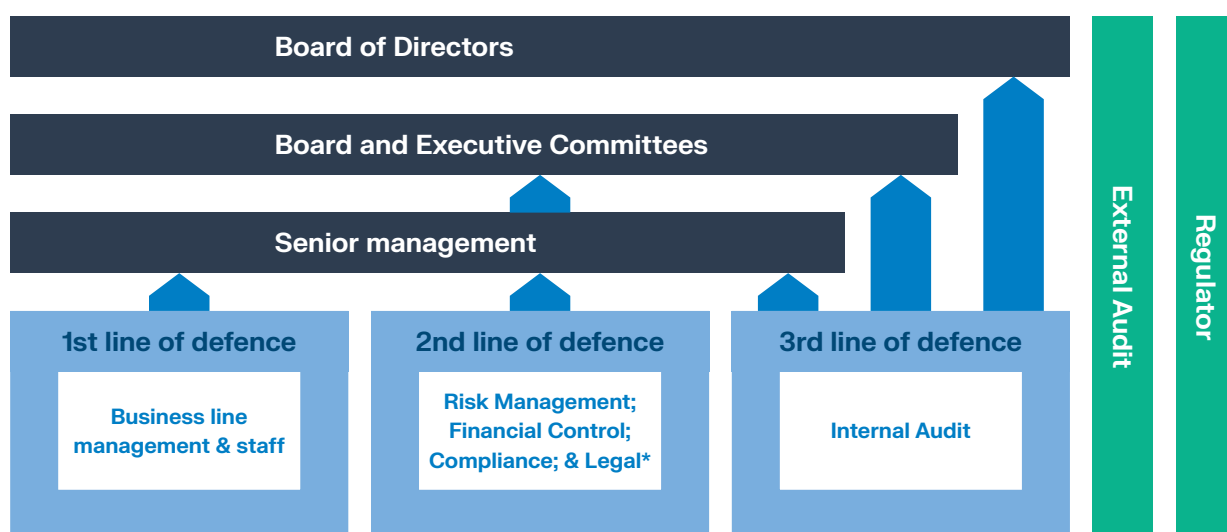 Board of Directors
Board and Executive Committees
Senior management
1st line of defence
Business line
management & staff
2nd line of defence
Risk Management;
Financial Control;
Compliance; & Legal*
3rd line of defence
Internal Audit
External Audit
Regulator